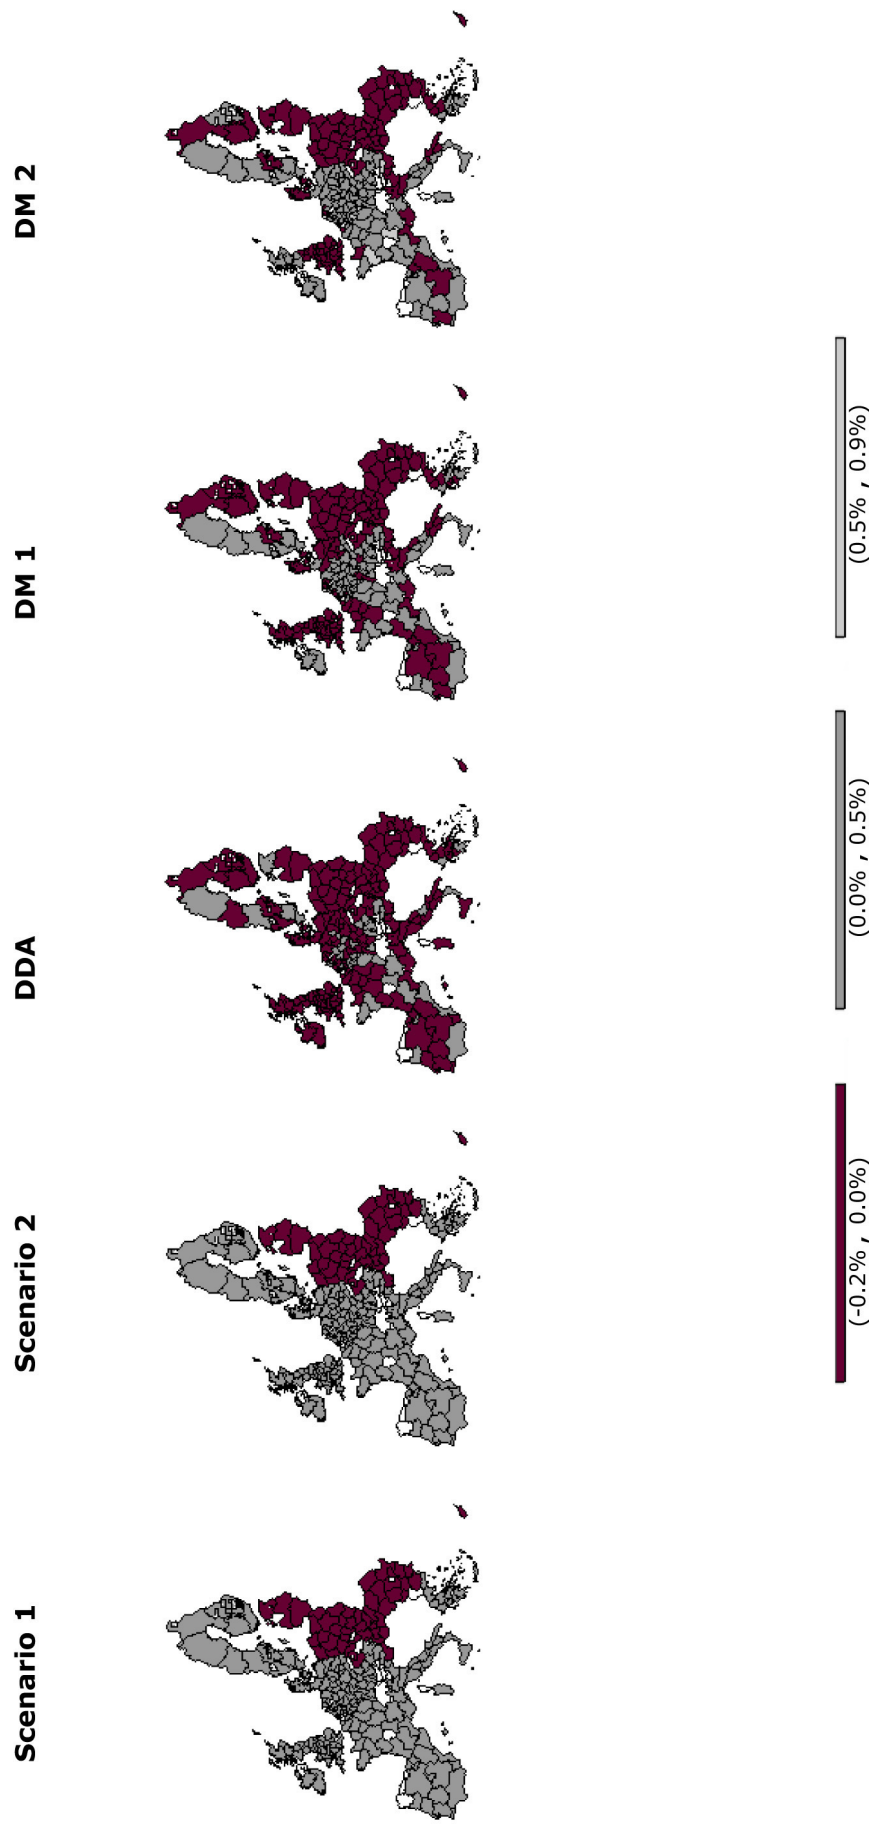 Scenario 1
Scenario 2
DDA
DM 1
DM 2
(-0.2% , 0.0%)
(0.0% , 0.5%)
(0.5% , 0.9%)